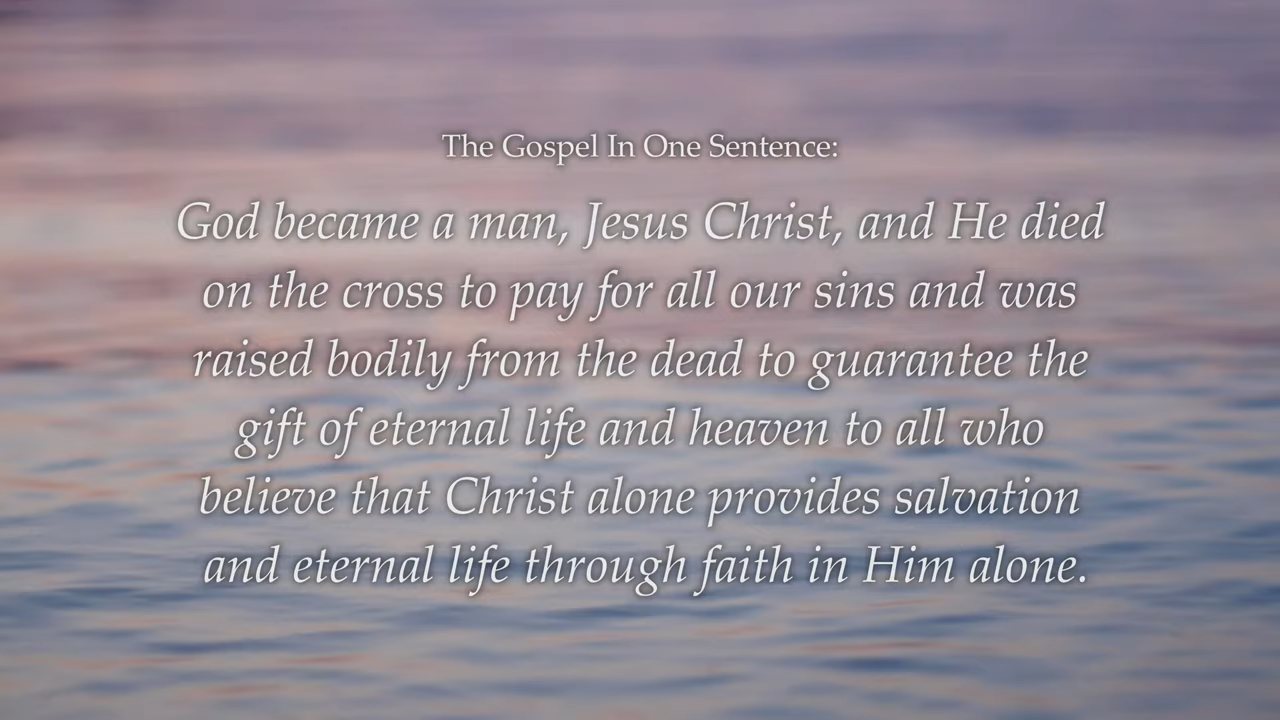 The Gospel In One Sentence:
God became a man, Jesus Christ, and He died
on the cross to pay for all our sins and was
raised bodily from the dead to guarantee the
gift of eternal life and heaven to all who
believe that Christ alone provides salvation
and eternal life through faith in Him alone.